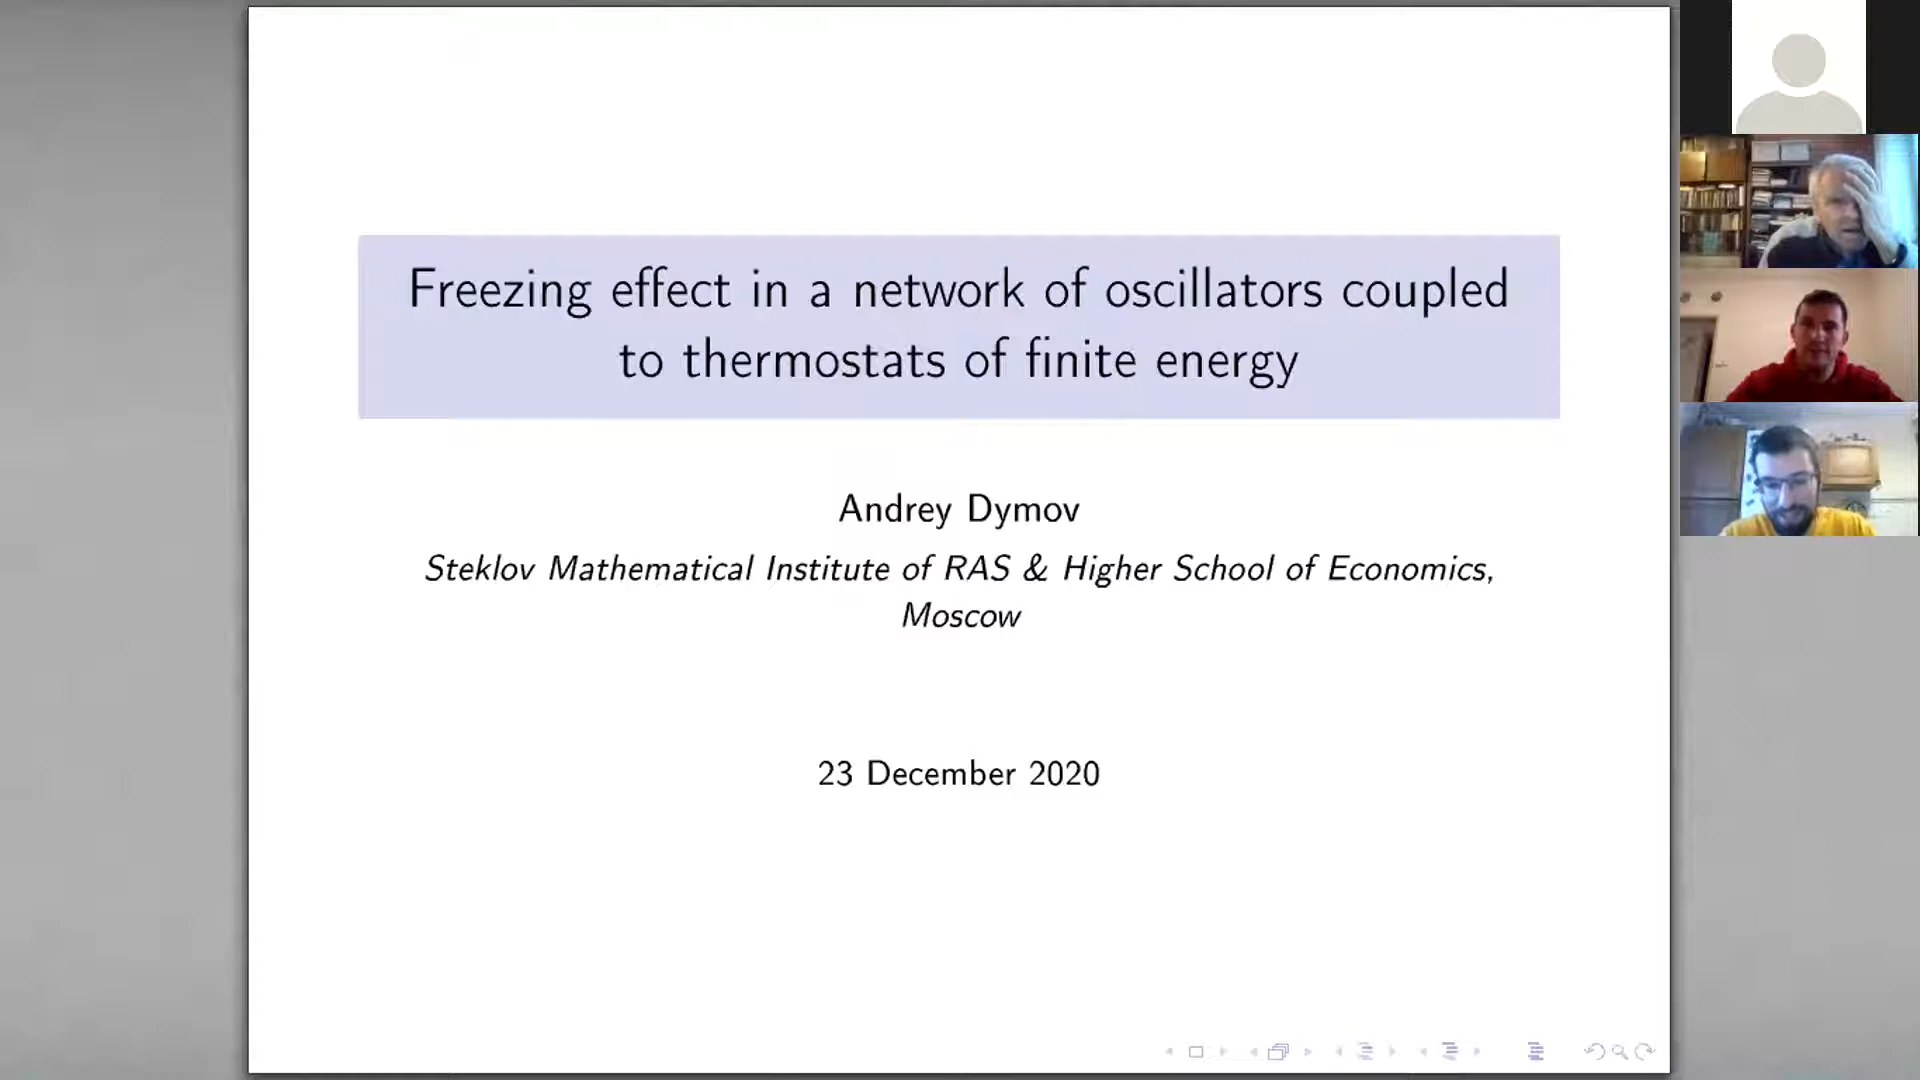 Freezing effect in a network of oscillators coupled
to thermostats of finite energy
Andrey Dymov
Steklov Mathematical Institute of RAS & Higher School of Economics,
Moscow
23 December 2020